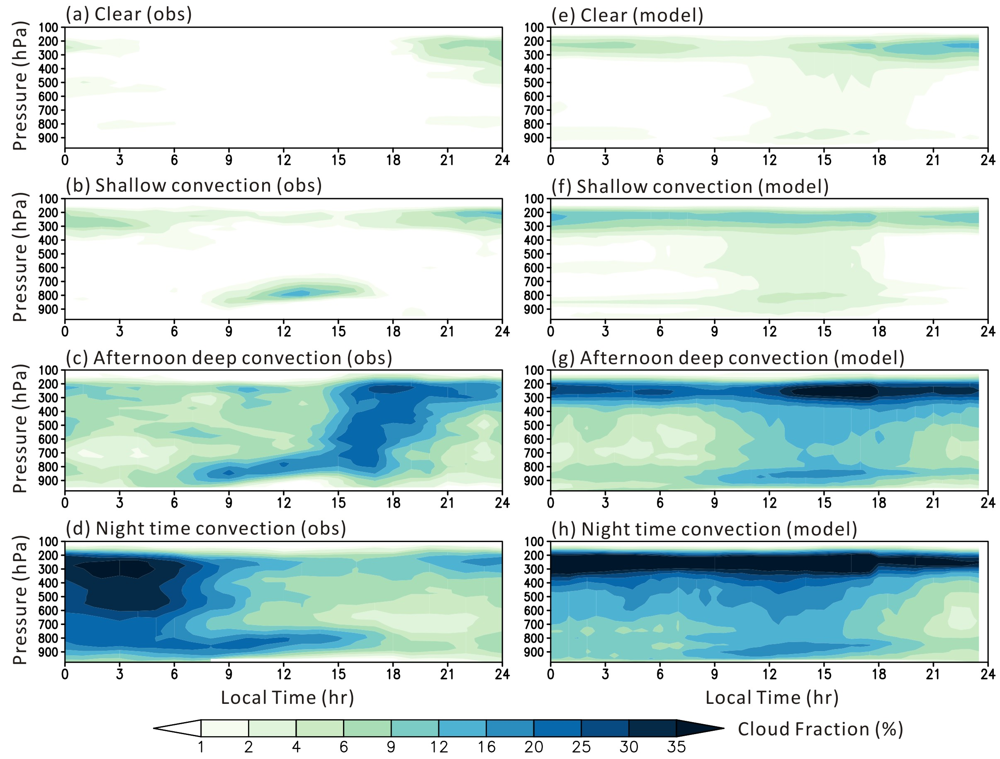 (a) Clear (obs)
Pressure (hPa)
100
200
300
400
500
600
700
800
900
0 3 6 9 12 15 18 21 24
(e) Clear (model)
Pressure (hPa)
100
200
300
400
500
600
700
800
900
0 3 6 9 12 15 18 21 24
(b) Shallow convection (obs)
Pressure (hPa)
100
200
300
400
500
600
700
800
900
0 3 6 9 12 15 18 21 24
(f) Shallow convection (model)
Pressure (hPa)
100
200
300
400
500
600
700
800
900
0 3 6 9 12 15 18 21 24
(c) Afternoon deep convection (obs)
Pressure (hPa)
100
200
300
400
500
600
700
800
900
0 3 6 9 12 15 18 21 24
(g) Afternoon deep convection (model)
Pressure (hPa)
100
200
300
400
500
600
700
800
900
0 3 6 9 12 15 18 21 24
(d) Night time convection (obs)
Pressure (hPa)
100
200
300
400
500
600
700
800
900
0 3 6 9 12 15 18 21 24
Local Time (hr)
(h) Night time convection (model)
Pressure (hPa)
100
200
300
400
500
600
700
800
900
0 3 6 9 12 15 18 21 24
Local Time (hr)
1 2 4 6 9 12 16 20 25 30 35
Cloud Fraction (%)